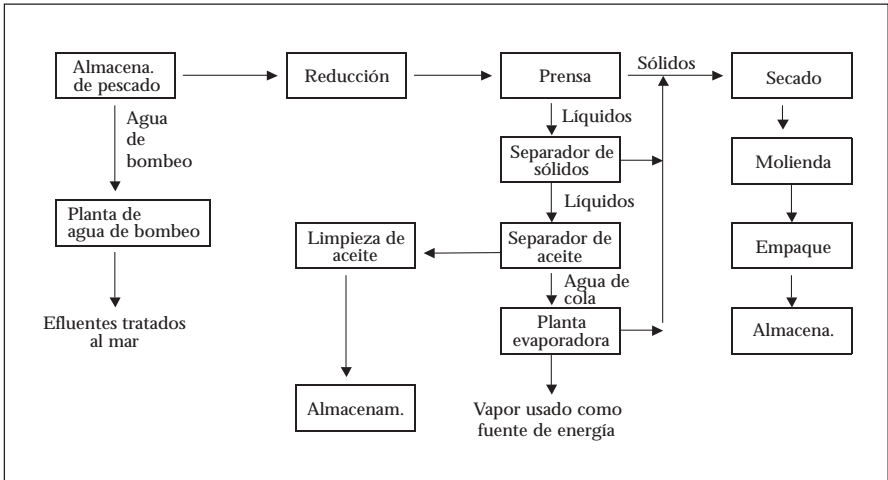 Almacena.
de pescado
Reducción
Prensa
Sólidos
Secado
Agua
de
bombeo
Líquidos
Separador de
sólidos
Molienda
Líquidos
Planta de
agua de bombeo
Limpieza de
aceite
Separador de
aceite
Empaque
Agua de
cola
Efluentes tratados
al mar
Planta
evaporadora
Almacena.
Almacenam.
Vapor usado como
fuente de energía